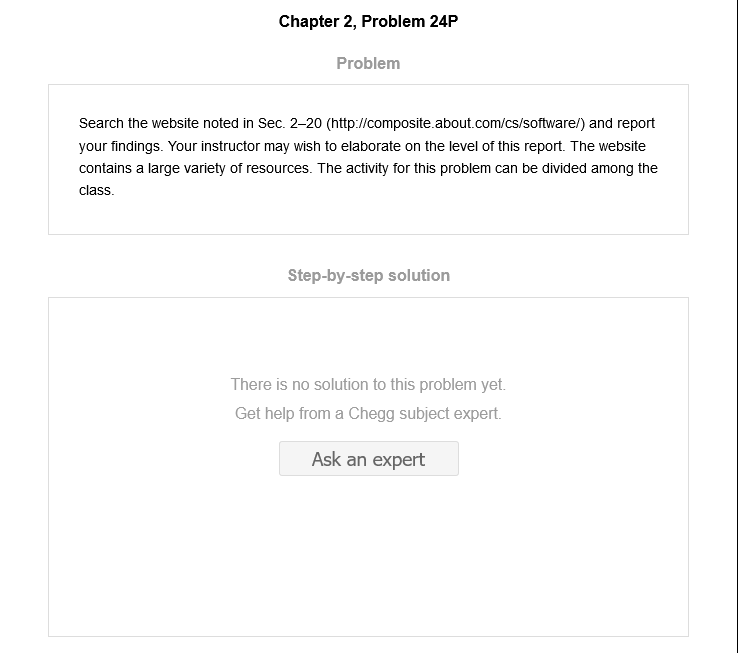 Chapter 2, Problem 24P
Problem
Search the website noted in Sec. 2–20 (http://composite.about.com/cs/software/) and report
your findings. Your instructor may wish to elaborate on the level of this report. The website
contains a large variety of resources. The activity for this problem can be divided among the
class.
Step-by-step solution
There is no solution to this problem yet.
Get help from a Chegg subject expert.
Ask an expert